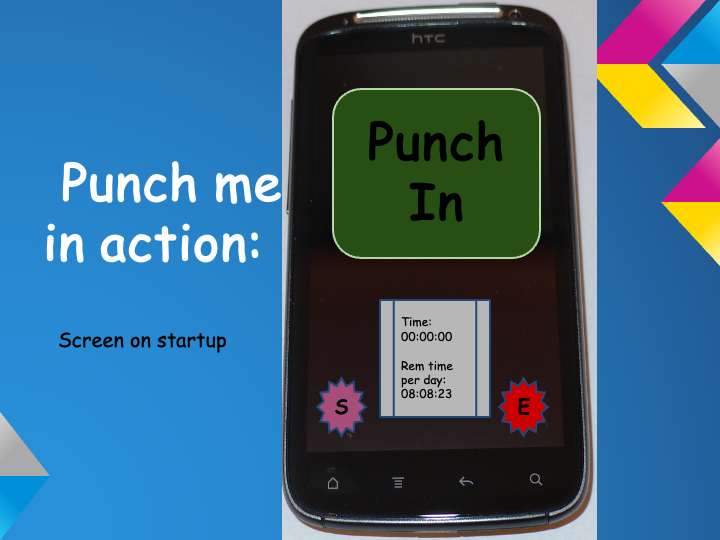 Punch me
in action:
Screen on startup
hTC
Punch
In
Time:
00:00:00
Rem time
per day:
08:08:23
S
E